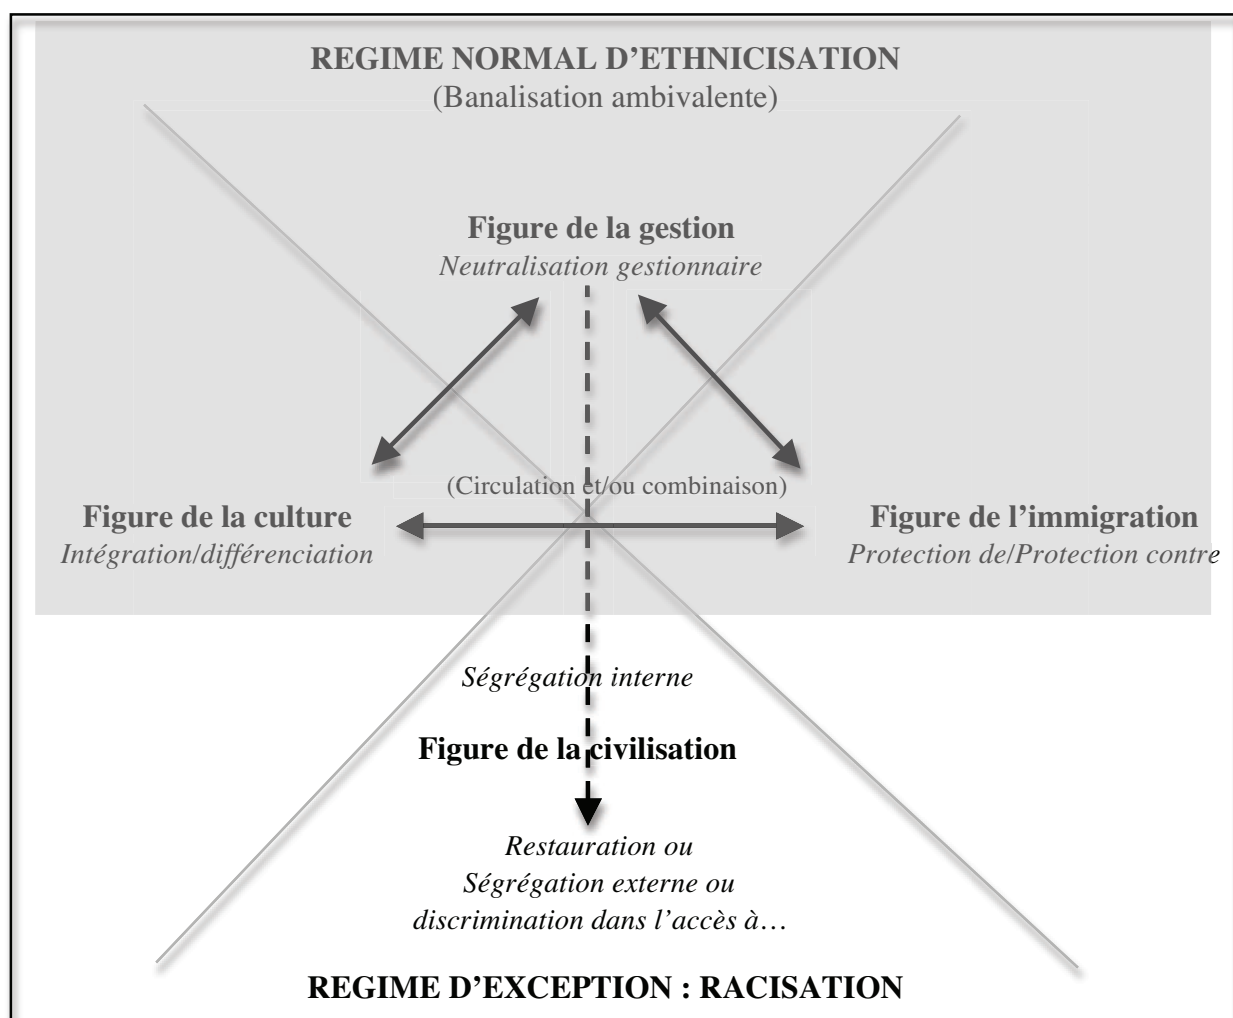 REGIME NORMAL D’ETHNICISATION
(Banalisation ambivalente)
Figure de la gestion
Neutralisation gestionnaire
(Circulation et/ou combinaison)
Figure de la culture
Intégration/différenciation
Figure de l’immigration
Protection de/Protection contre
Ségrégation interne
Figure de la civilisation
Restauration ou
Ségrégation externe ou
discrimination dans l’accès à…
REGIME D’EXCEPTION : RACISATION